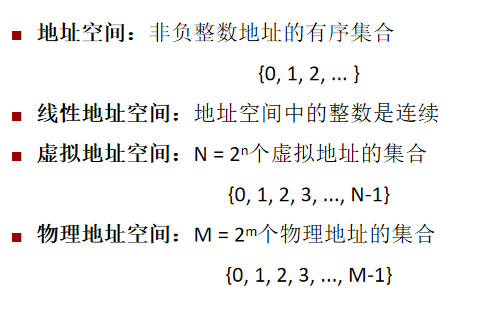 地址空间：非负整数地址的有序集合
{0, 1, 2, ... }
线性地址空间：地址空间中的整数是连续
虚拟地址空间：N = 2ⁿ个虚拟地址的集合
{0, 1, 2, 3, ..., N-1}
物理地址空间：M = 2ᵐ个物理地址的集合
{0, 1, 2, 3, ..., M-1}